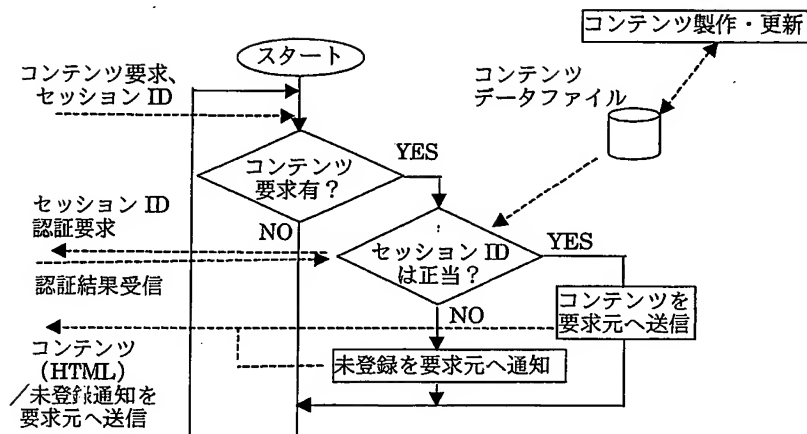 コンテンツ製作・更新
スタート
コンテンツ要求、
セッション ID
コンテンツ
データファイル
コンテンツ
要求有？
YES
NO
セッション ID
認証要求
セッション ID
は正当？
YES
NO
認証結果受信
コンテンツを
要求元へ送信
コンテンツ
(HTML)
／未登録通知を
要求元へ送信
未登録を要求元へ通知